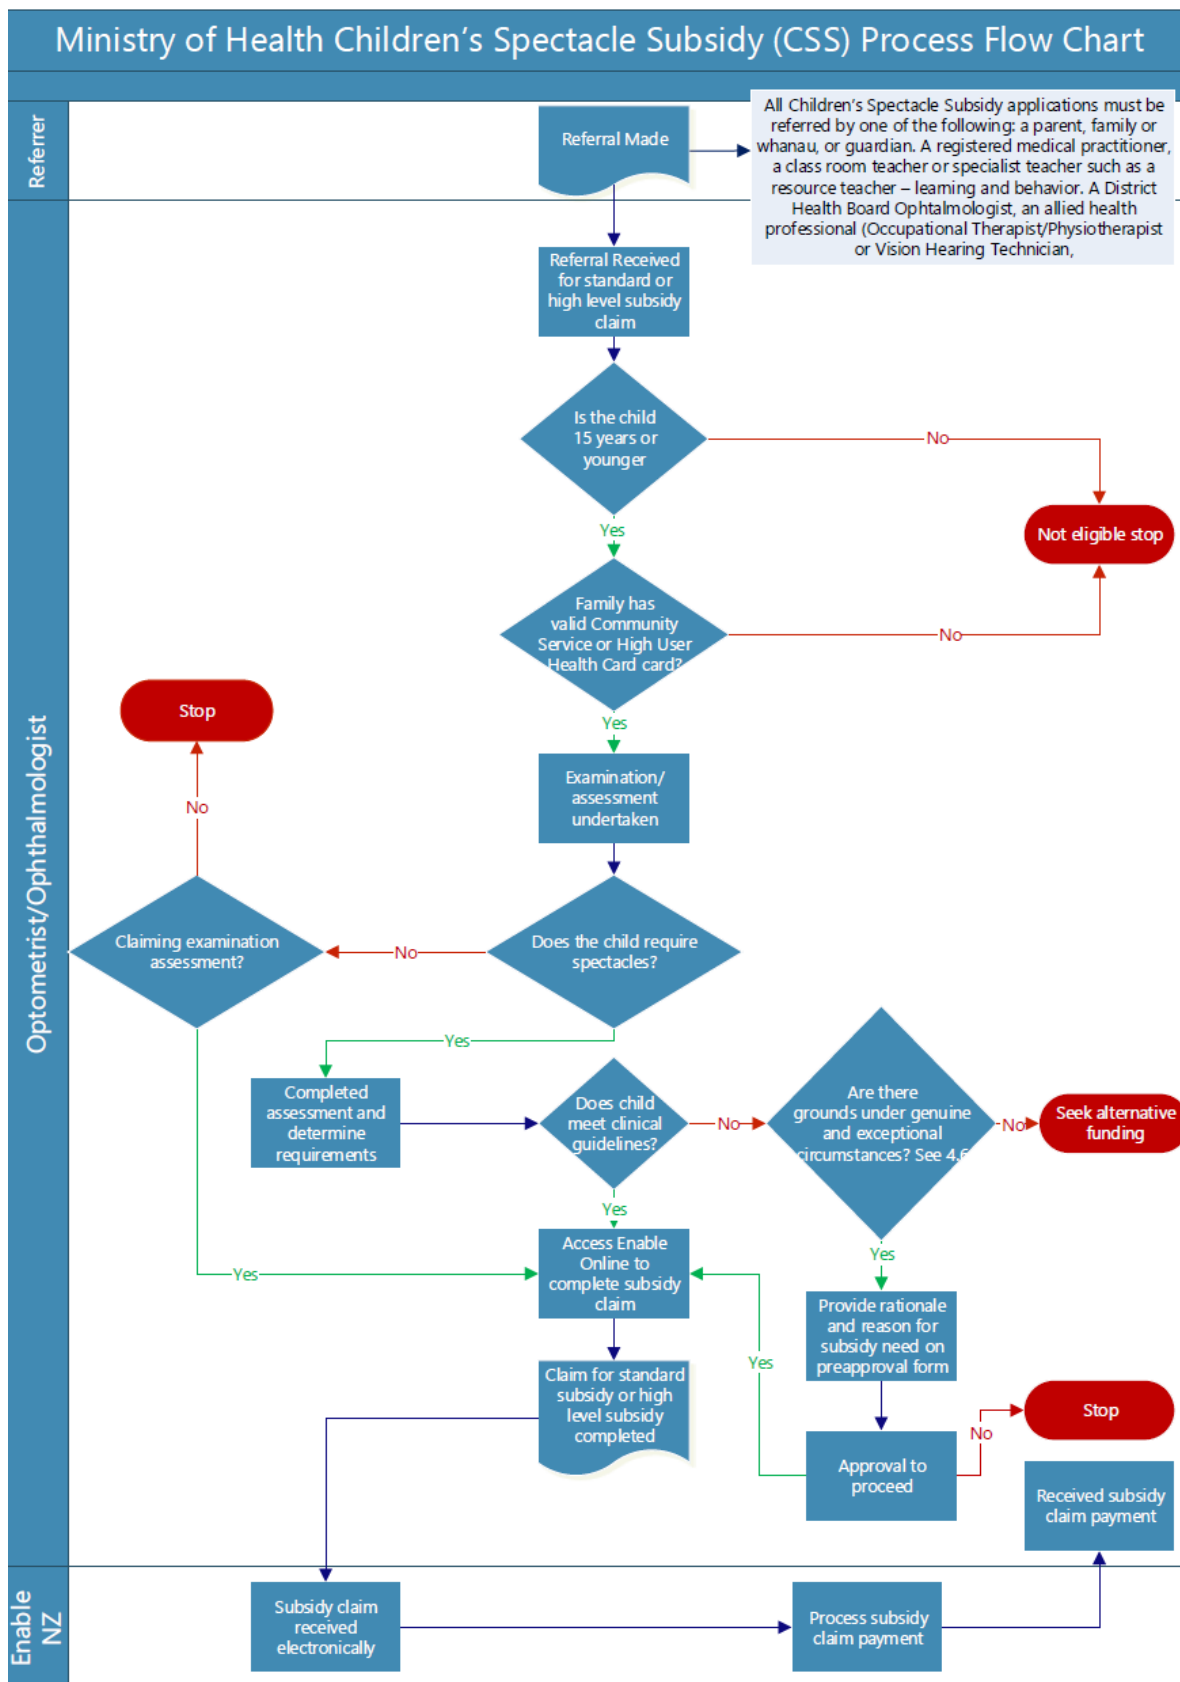 Ministry of Health Children's Spectacle Subsidy (CSS) Process Flow Chart
Referrer
Referral Made
All Children's Spectacle Subsidy applications must be
referred by one of the following: a parent, family or
whanau, or guardian. A registered medical practitioner,
a class room teacher or specialist teacher such as a
resource teacher – learning and behavior. A District
Health Board Ophtalmologist, an allied health
professional (Occupational Therapist/Physiotherapist
or Vision Hearing Technician,
Optometrist/Ophthalmologist
Referral Received
for standard or
high level subsidy
claim
Is the child
15 years or
younger
No
Not eligible stop
Yes
Family has
valid Community
Service or High User
Health Card card?
No
Yes
Stop
Examination/
assessment
undertaken
No
Claiming examination
assessment?
No
Does the child require
spectacles?
Yes
Completed
assessment and
determine
requirements
Does child
meet clinical
guidelines?
No
Are there
grounds under genuine
and exceptional
circumstances? See 4.6
No
Seek alternative
funding
Yes
Yes
Access Enable
Online to
complete subsidy
claim
Yes
Provide rationale
and reason for
subsidy need on
preapproval form
Yes
Claim for standard
subsidy or high
level subsidy
completed
Stop
No
Approval to
proceed
Received subsidy
claim payment
Enable
NZ
Subsidy claim
received
electronically
Process subsidy
claim payment